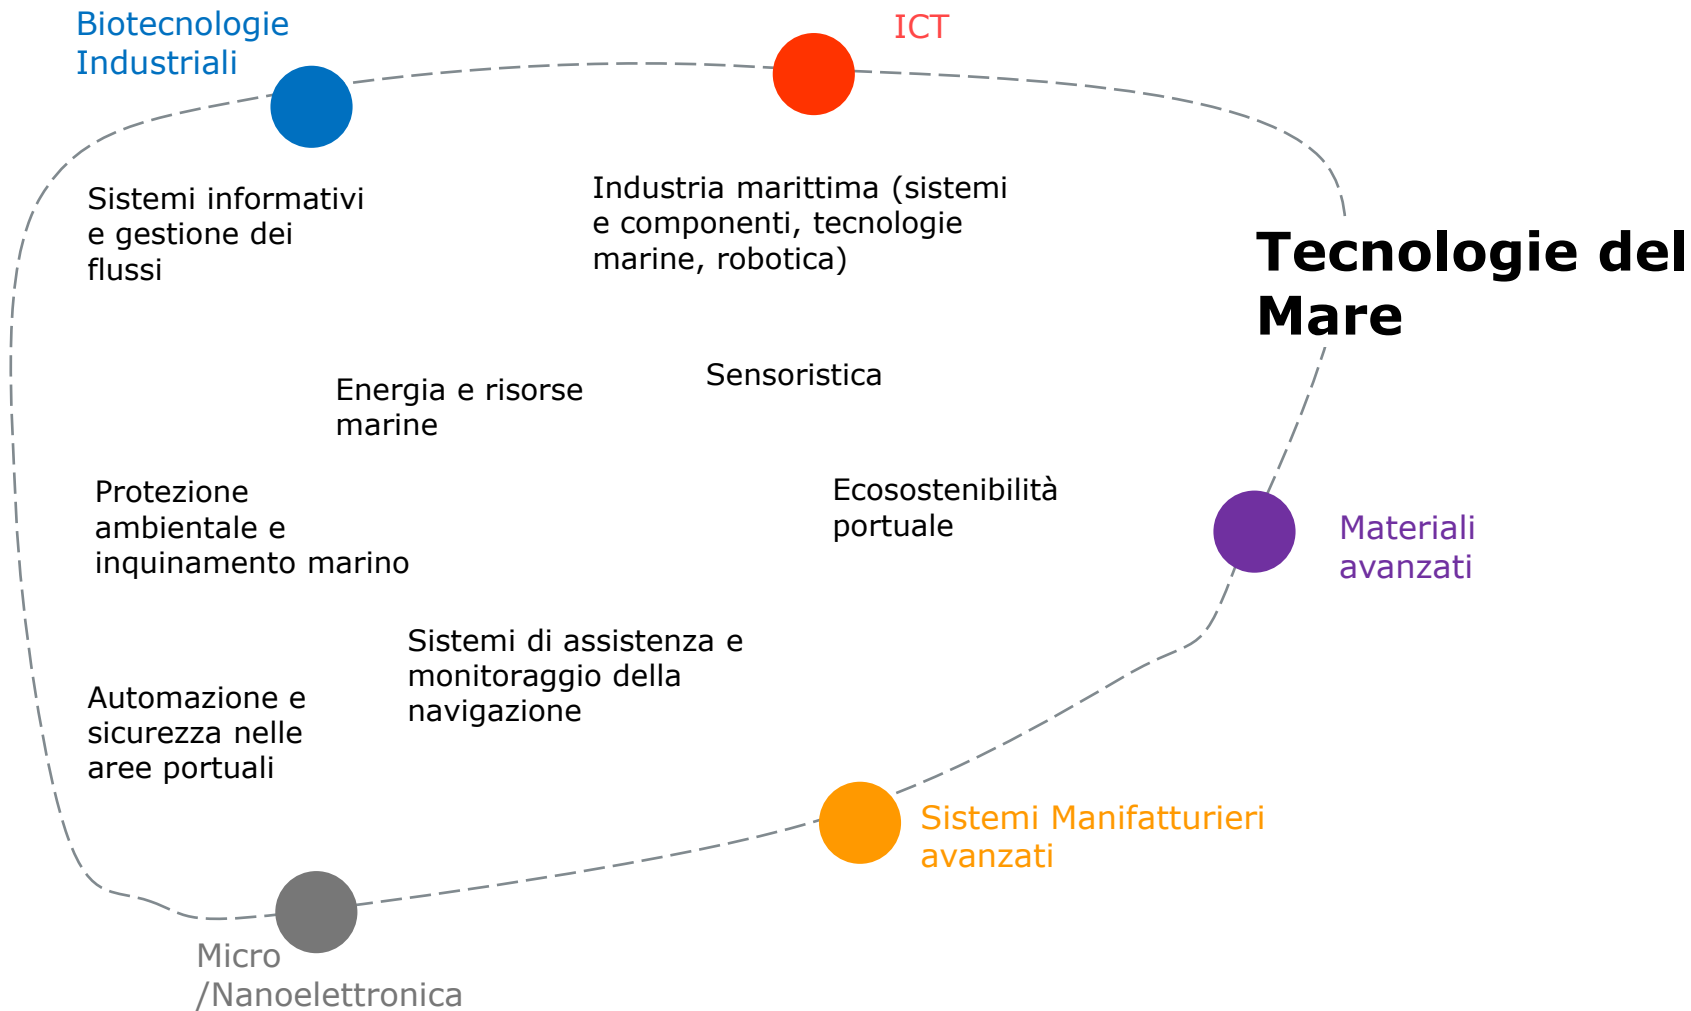 Biotecnologie
Industriali
ICT
Sistemi informativi
e gestione dei
flussi
Industria marittima (sistemi
e componenti, tecnologie
marine, robotica)
Tecnologie del
Mare
Energia e risorse
marine
Sensoristica
Protezione
ambientale e
inquinamento marino
Ecosostenibilità
portuale
Materiali
avanzati
Sistemi di assistenza e
monitoraggio della
navigazione
Automazione e
sicurezza nelle
aree portuali
Sistemi Manifatturieri
avanzati
Micro
/Nanoelettronica